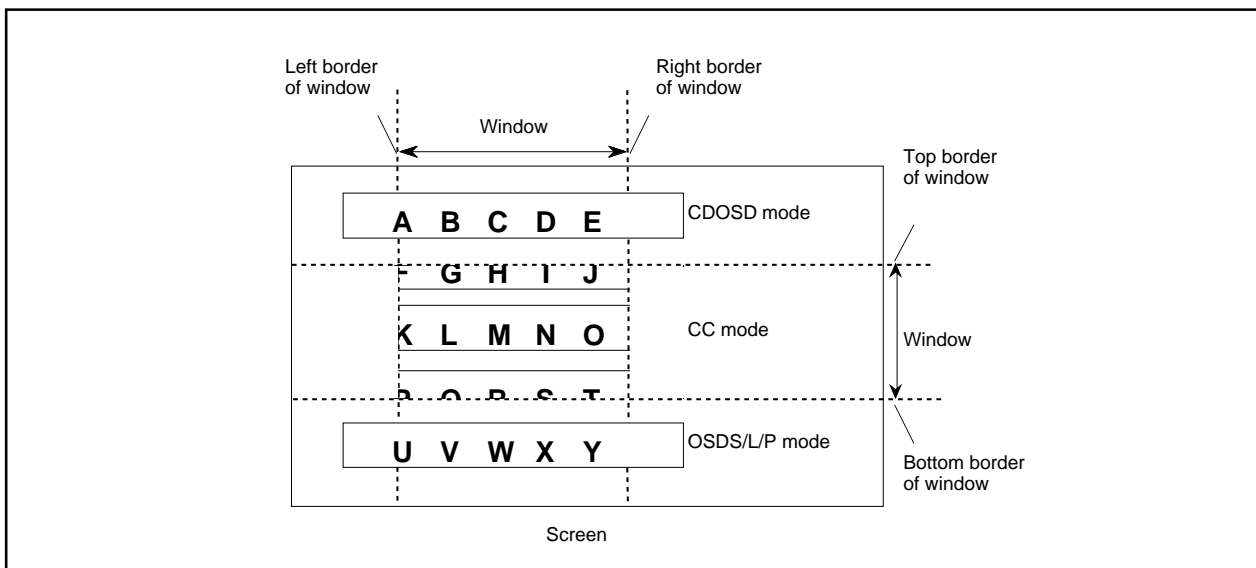 Left border
of window
Right border
of window
Window
Top border
of window
A B C D E
CDOSD mode
F G H I J
K L M N O
CC mode
Window
P Q R S T
U V W X Y
OSDS/L/P mode
Bottom border
of window
Screen